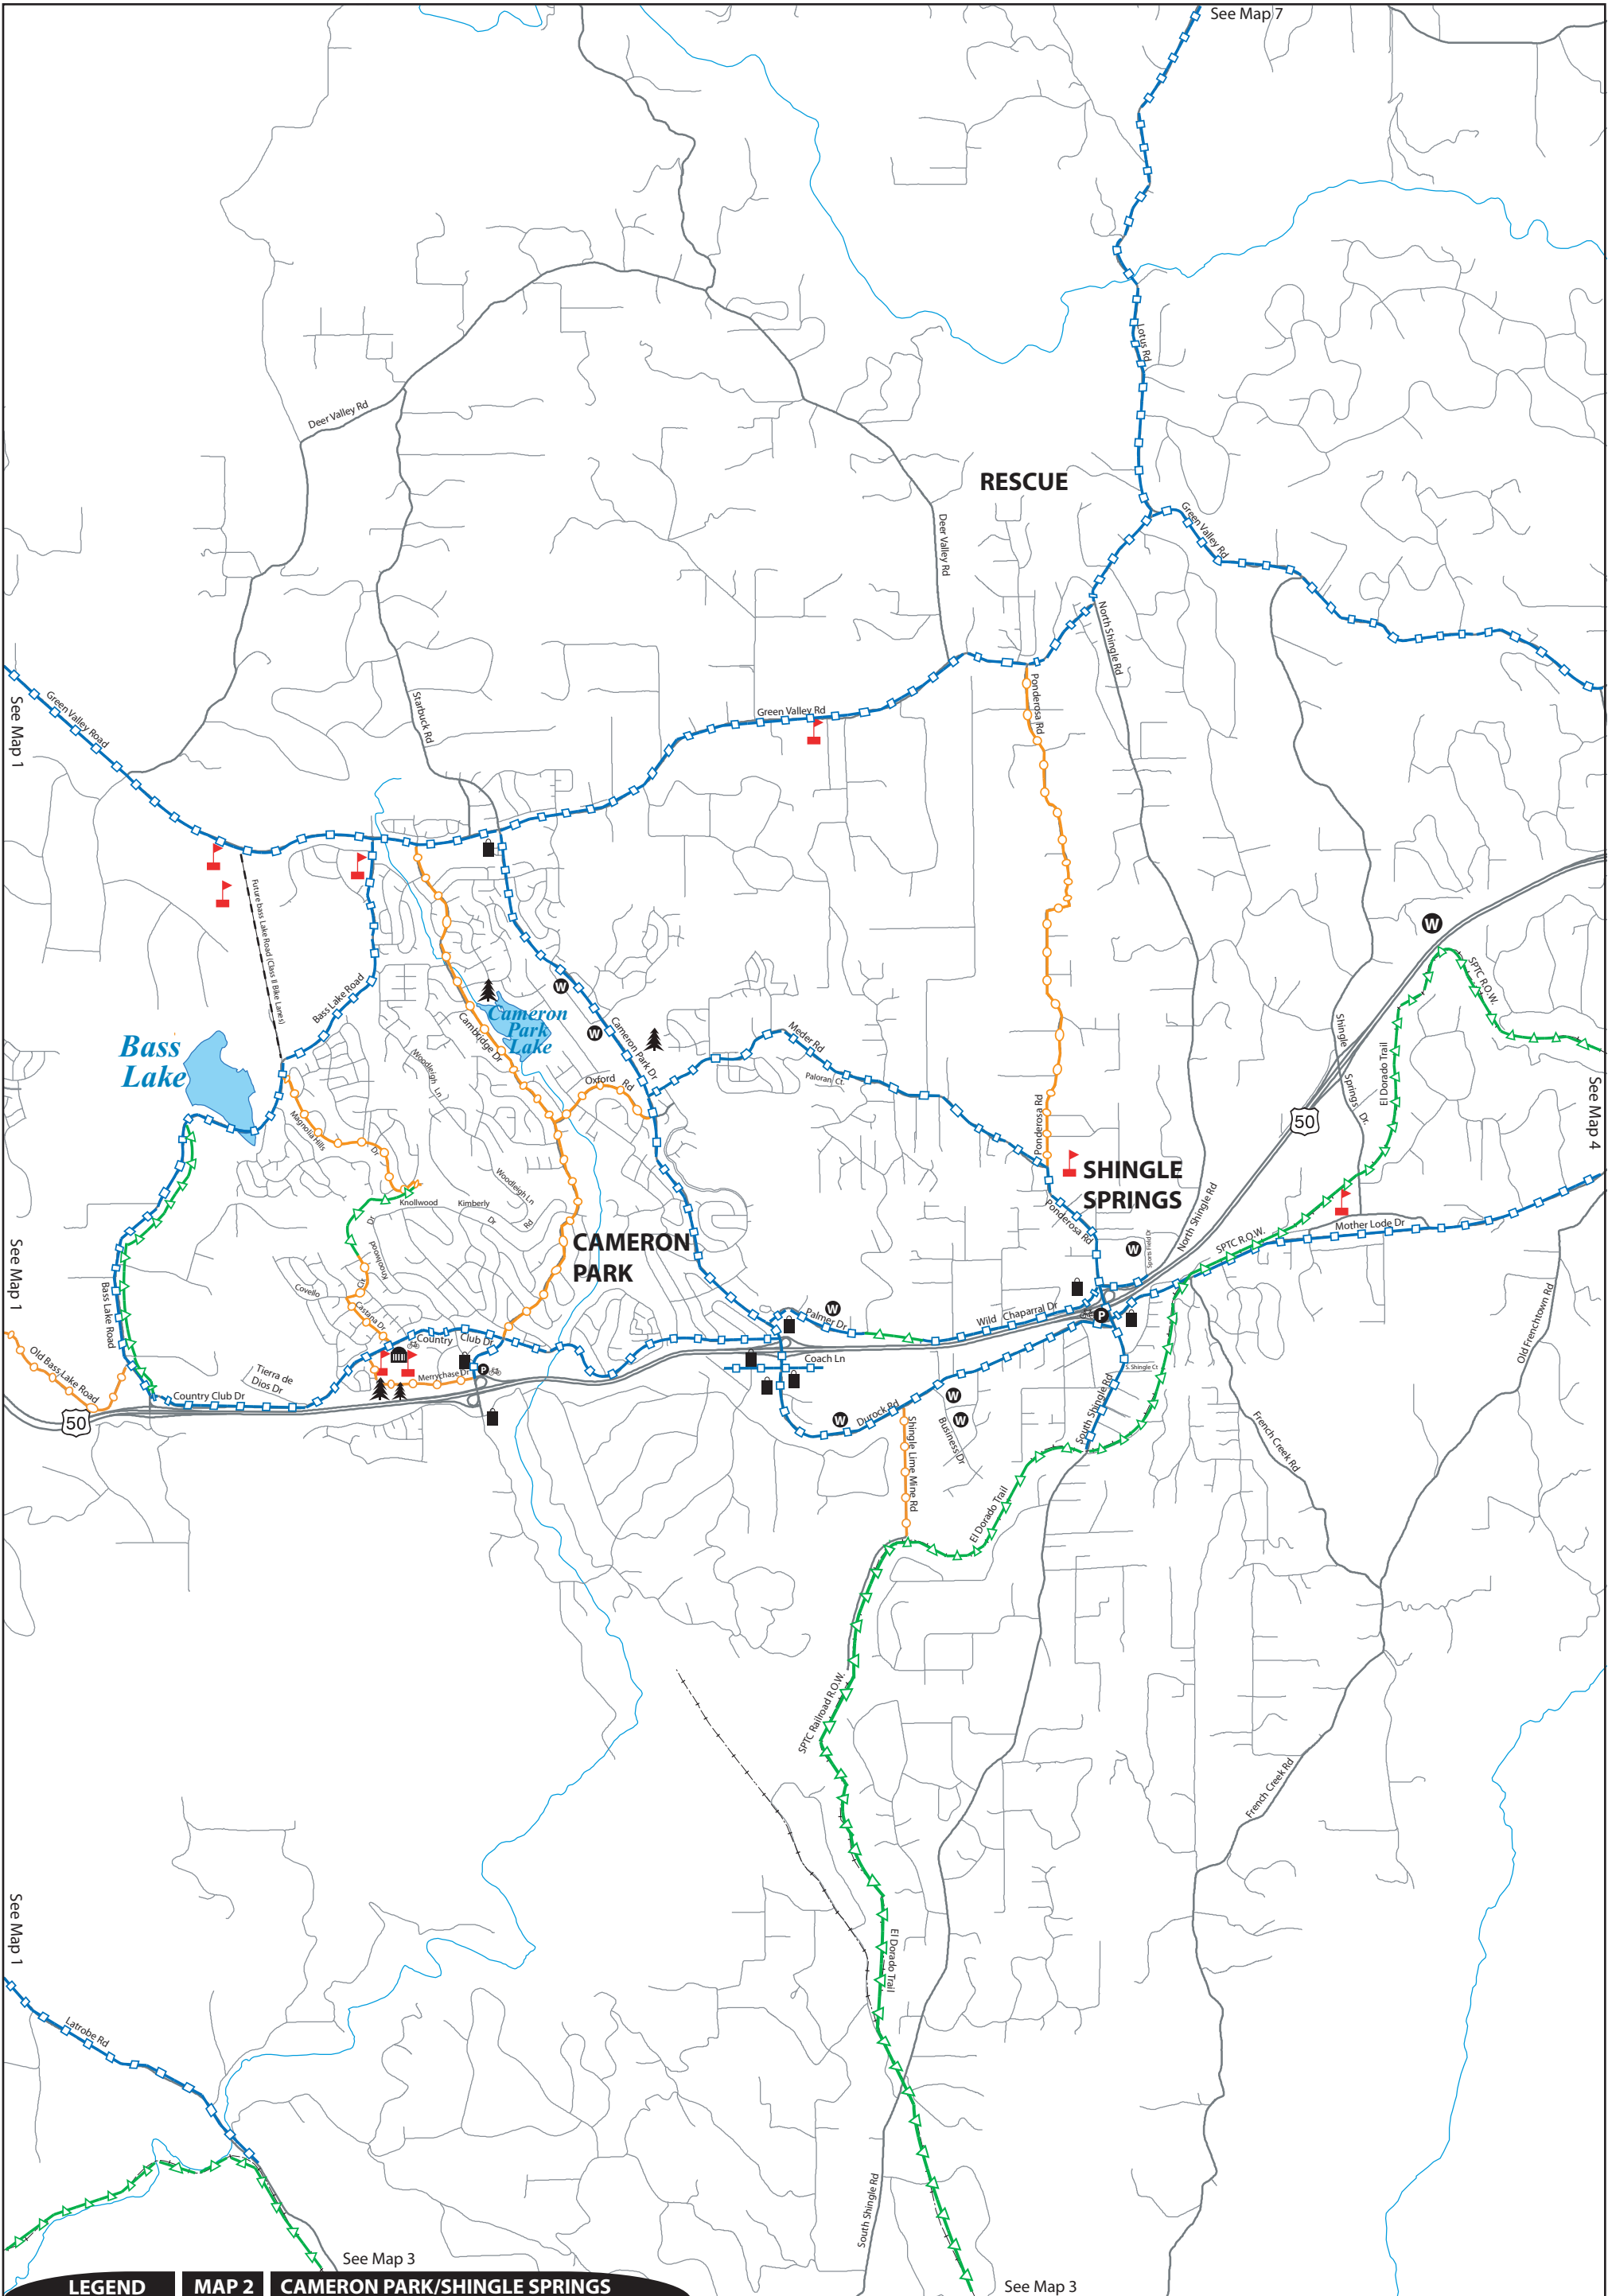 See Map 7
Lotus Rd
Deer Valley Rd
RESCUE
Green Valley Rd
Deer Valley Rd
North Shingle Rd
See Map 1
Green Valley Road
Starbuck Rd
Green Valley Rd
Ponderosa Rd
Future bass Lake Road (Class II Bike Lanes)
W
SPTC R.O.W.
Bass Lake Road
W
Cameron
Park
Lake
W
Cameron Park Dr
Cambridge Dr
Meder Rd
Shingle
Springs
Dr.
El Dorado Trail
Bass
Lake
Woodleigh Ln
Oxford
Rd
Paloran Ct.
Ponderosa Rd
50
See Map 4
Magnolia Hills
Dr
SHINGLE
SPRINGS
Woodleigh Ln
Knollwood
Kimberly
Dr
Rd
Dr
Ponderosa Rd
North Shingle Rd
Mother Lode Dr
SPTC R.O.W.
See Map 1
CAMERON
PARK
Knollwood
W
Bass Lake Road
Covello
Cir
Castana Dr
Palmer Dr
W
Wild Chaparral Dr
P
Old Frenchtown Rd
Country Club Dr
Old Bass Lake Road
Tierra de
Dios Dr
Merrychase Dr
P
Coach Ln
S. Shingle Ct
Country Club Dr
50
W
Durock Rd
W
W
Business Dr
South Shingle Rd
Shingle Lime Mine Rd
French Creek Rd
El Dorado Trail
SPTC Railroad R.O.W.
French Creek Rd
See Map 1
El Dorado Trail
Latrobe Rd
South Shingle Rd
See Map 3
See Map 3
LEGEND
MAP 2
CAMERON PARK/SHINGLE SPRINGS